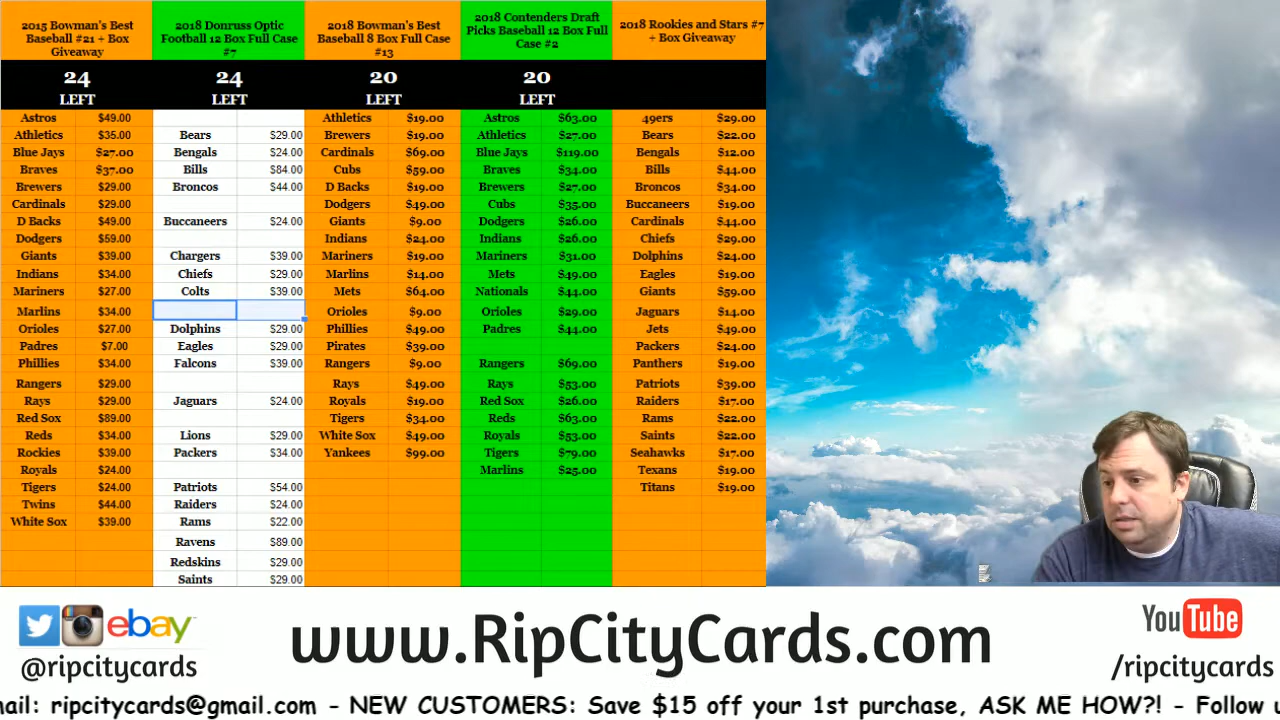 2015 Bowman's Best
Baseball #21 + Box
Giveaway
24
LEFT
Astros $49.00
Athletics $35.00
Blue Jays $27.00
Braves $37.00
Brewers $29.00
Cardinals $29.00
D Backs $49.00
Dodgers $59.00
Giants $39.00
Indians $34.00
Mariners $27.00
Marlins $34.00
Orioles $27.00
Padres $7.00
Phillies $34.00
Rangers $29.00
Rays $29.00
Red Sox $89.00
Reds $34.00
Rockies $39.00
Royals $24.00
Tigers $24.00
Twins $44.00
White Sox $39.00
2018 Donruss Optic
Football 12 Box Full Case
#7
24
LEFT
Bears $29.00
Bengals $24.00
Bills $84.00
Broncos $44.00
Buccaneers $24.00
Chargers $39.00
Chiefs $29.00
Colts $39.00
Dolphins $29.00
Eagles $29.00
Falcons $39.00
Jaguars $24.00
Lions $29.00
Packers $34.00
Patriots $54.00
Raiders $24.00
Rams $22.00
Ravens $89.00
Redskins $29.00
Saints $29.00
2018 Bowman's Best
Baseball 8 Box Full Case
#13
20
LEFT
Athletics $19.00
Brewers $19.00
Cardinals $69.00
Cubs $59.00
D Backs $19.00
Dodgers $49.00
Giants $9.00
Indians $24.00
Mariners $19.00
Marlins $14.00
Mets $64.00
Orioles $9.00
Phillies $49.00
Pirates $39.00
Rangers $9.00
Rays $49.00
Royals $19.00
Tigers $34.00
White Sox $49.00
Yankees $99.00
2018 Contenders Draft
Picks Baseball 12 Box Full
Case #2
20
LEFT
Astros $63.00
Athletics $27.00
Blue Jays $119.00
Braves $34.00
Brewers $27.00
Cubs $35.00
Dodgers $26.00
Indians $26.00
Mariners $31.00
Mets $49.00
Nationals $44.00
Orioles $29.00
Padres $44.00
Rangers $69.00
Rays $53.00
Red Sox $26.00
Reds $63.00
Royals $53.00
Tigers $79.00
Marlins $25.00
2018 Rookies and Stars #7
+ Box Giveaway
49ers $29.00
Bears $22.00
Bengals $12.00
Bills $44.00
Broncos $34.00
Buccaneers $19.00
Cardinals $44.00
Chiefs $29.00
Dolphins $24.00
Eagles $19.00
Giants $59.00
Jaguars $14.00
Jets $49.00
Packers $24.00
Panthers $19.00
Patriots $39.00
Raiders $17.00
Rams $22.00
Saints $22.00
Seahawks $17.00
Texans $19.00
Titans $19.00
ebay
@ripcitycards
www.RipCityCards.com
YouTube
/ripcitycards
mail: ripcitycards@gmail.com - NEW CUSTOMERS: Save $15 off your 1st purchase, ASK ME HOW?! - Follow u